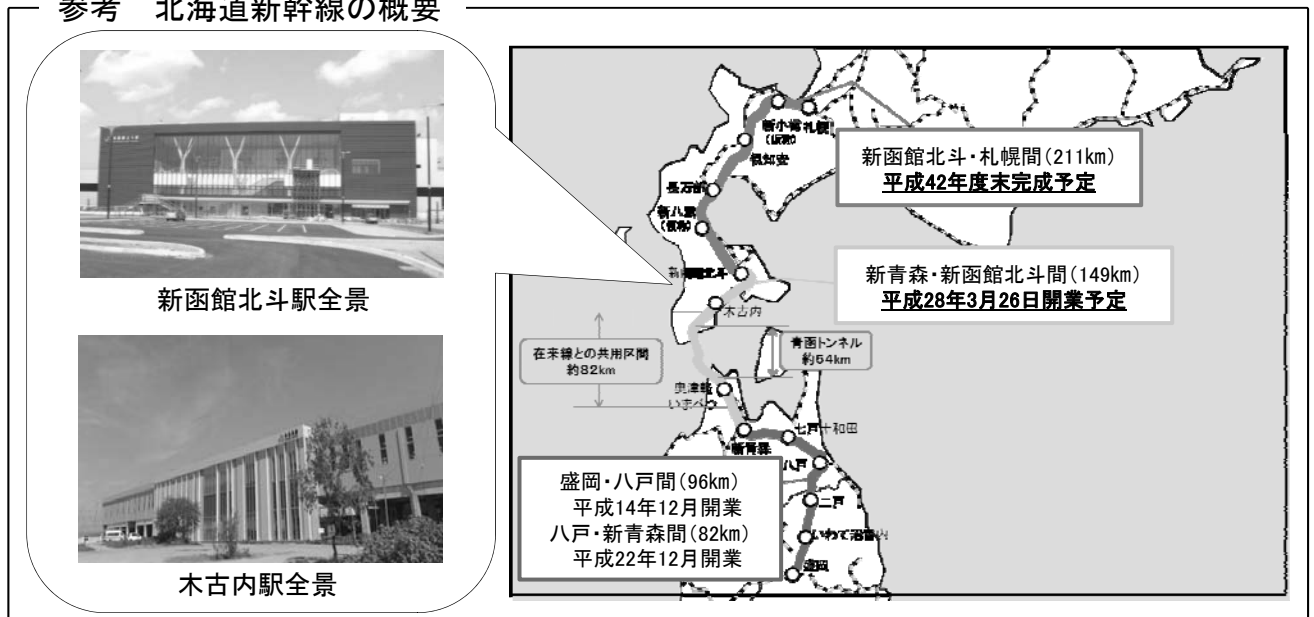 参考 北海道新幹線の概要
新函館北斗駅全景
木古内駅全景
新小樽
(仮称)
札幌
倶知安
長万部
新八雲
(仮称)
新函館北斗
木古内
新函館北斗・札幌間(211km)
平成42年度末完成予定
新青森・新函館北斗間(149km)
平成28年3月26日開業予定
在来線との共用区間
約82km
青函トンネル
約54km
奥津軽
いまべつ
新青森
七戸十和田
八戸
二戸
いわて沼宮内
盛岡
盛岡・八戸間(96km)
平成14年12月開業
八戸・新青森間(82km)
平成22年12月開業